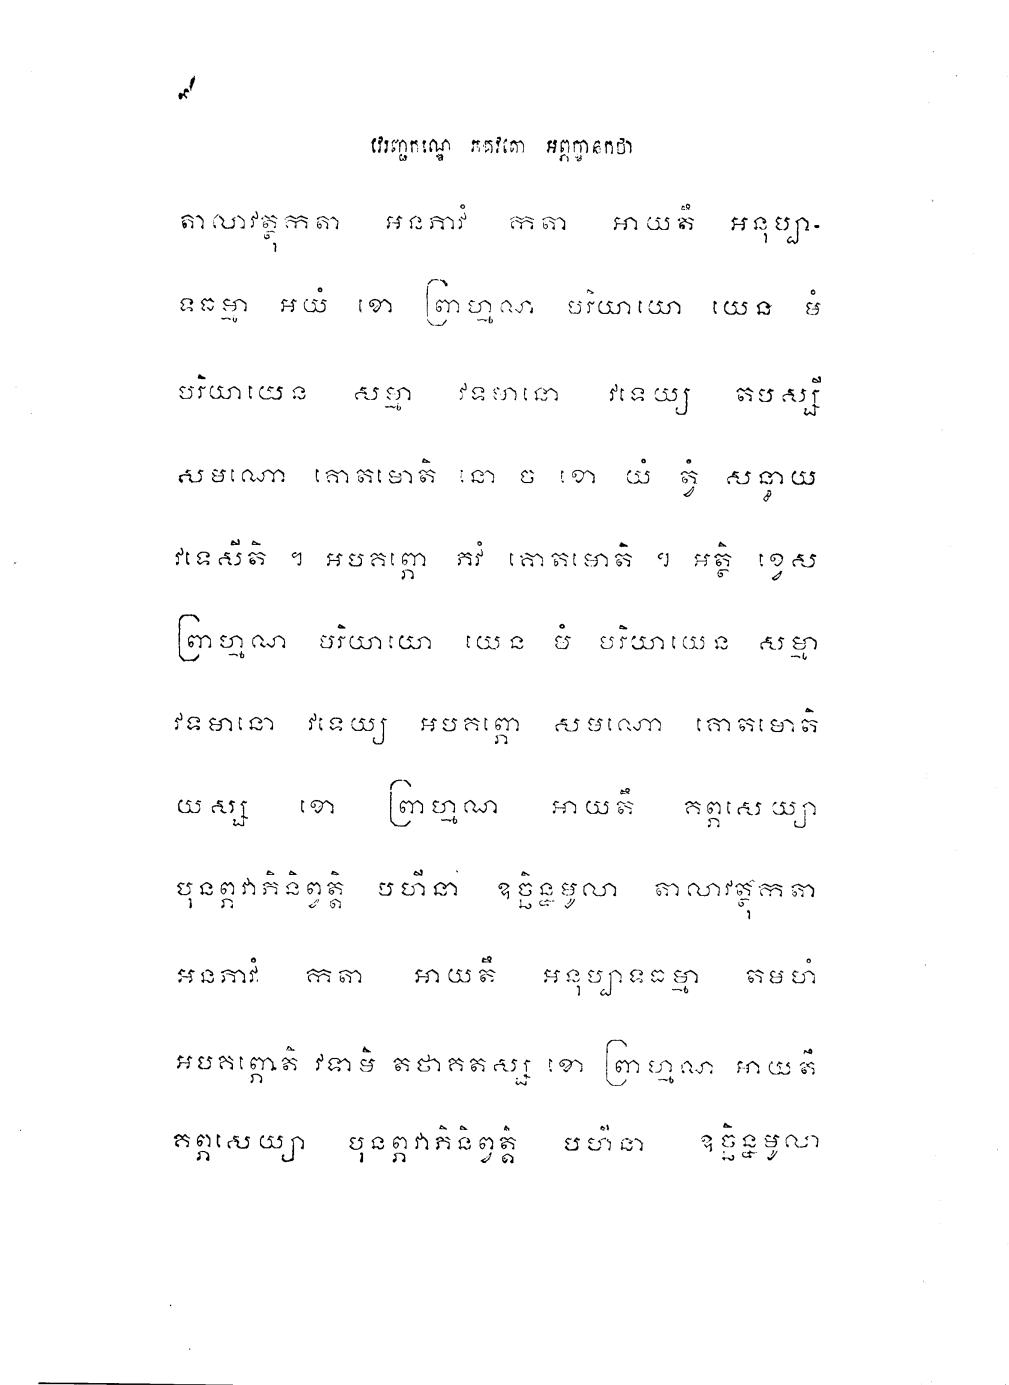 ៩
វេរញ្ជកណ្ឌេ ភគវតោ អព្ភក្ខានកថា
តាលាវត្ថុកតា អនភាវំ កតា អាយតឹ អនុប្បា-
ទធម្មា អយំ ខោ ព្រាហ្មណ បរិយាយោ យេន មំ
បរិយាយេន សម្មា វទមានោ វទេយ្យ តបស្សី
សមណោ គោតមោតិ នោ ច ខោ យំ ត្វំ សន្ធាយ
វទេសីតិ ។ អបគព្ភោ ភវំ គោតមោតិ ។ អត្ថិ ខ្វេស
ព្រាហ្មណ បរិយាយោ យេន មំ បរិយាយេន សម្មា
វទមានោ វទេយ្យ អបគព្ភោ សមណោ គោតមោតិ
យស្ស ខោ ព្រាហ្មណ អាយតឹ គព្ភសេយ្យា
បុនព្ភវាភិនិព្វត្តិ បហីនា ឧច្ឆិន្នមូលា តាលាវត្ថុកតា
អនភាវំ កតា អាយតឹ អនុប្បាទធម្មា តមហំ
អបគព្ភោតិ វទាមិ តថាគតស្ស ខោ ព្រាហ្មណ អាយតឹ
គព្ភសេយ្យា បុនព្ភវាភិនិព្វត្តិ បហីនា ឧច្ឆិន្នមូលា